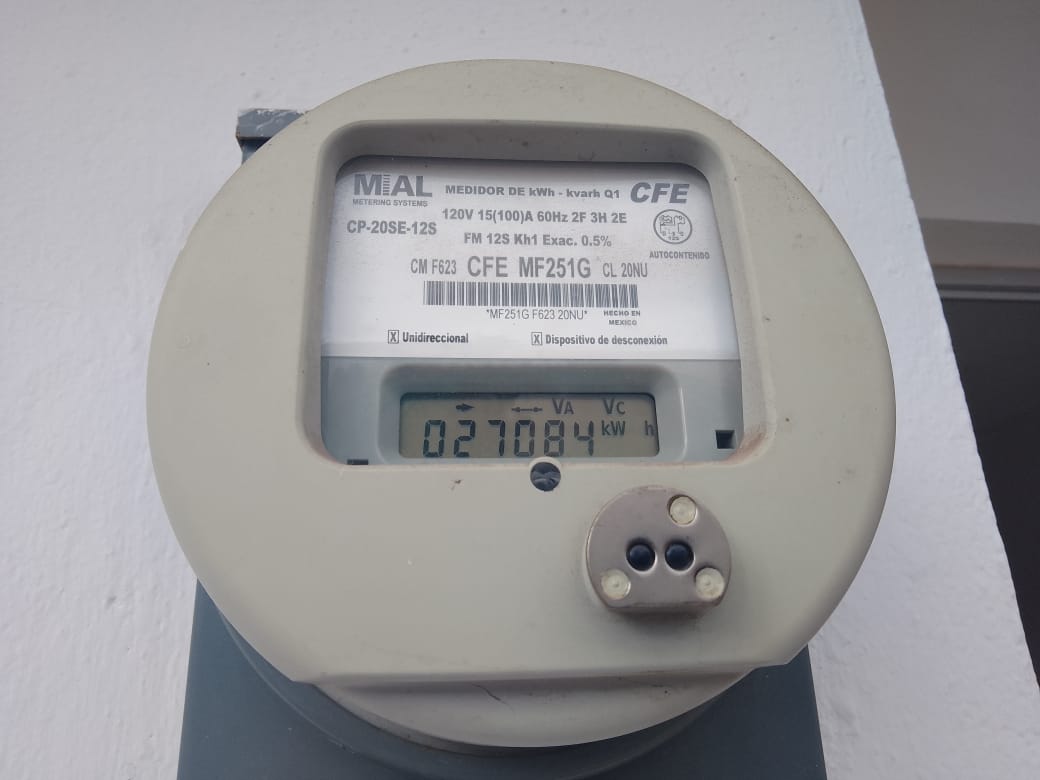 MIAL
METERING SYSTEMS
MEDIDOR DE kWh - kvarh Q1
CFE
CP-20SE-12S
120V 15(100)A 60Hz 2F 3H 2E
FM 12S Kh1 Exac. 0.5%
12S
AUTOCONTENIDO
CM F623 CFE MF251G CL 20NU
*MF251G F623 20NU*
HECHO EN
MEXICO
X Unidireccional
X Dispositivo de desconexión
VA VC
027084 kW h